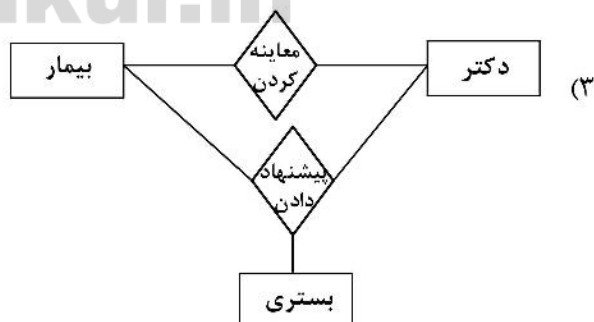 دکتر
معاینه
کردن
بیمار
(۳
پیشنهاد
دادن
بستری